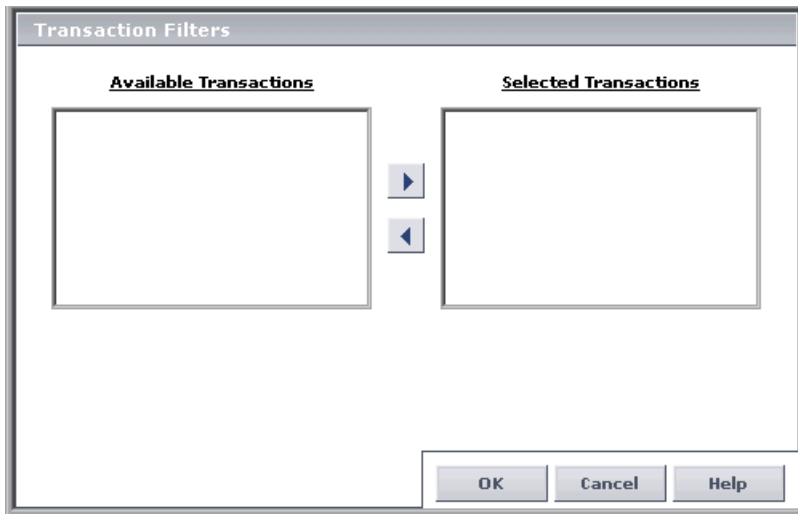 Transaction Filters
Available Transactions
Selected Transactions
OK
Cancel
Help